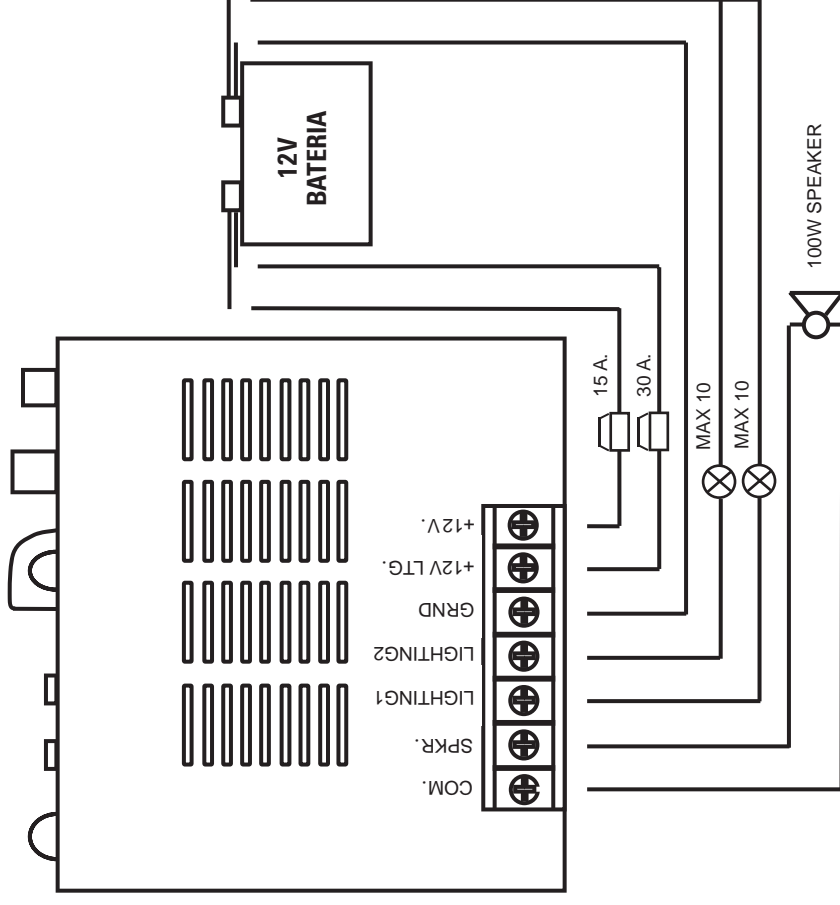 12V
BATERIA
100W SPEAKER
15 A.
30 A.
MAX 10
MAX 10
+12V.
+12V LTG.
GRND
LIGHTING2
LIGHTING1
SPKR.
COM.